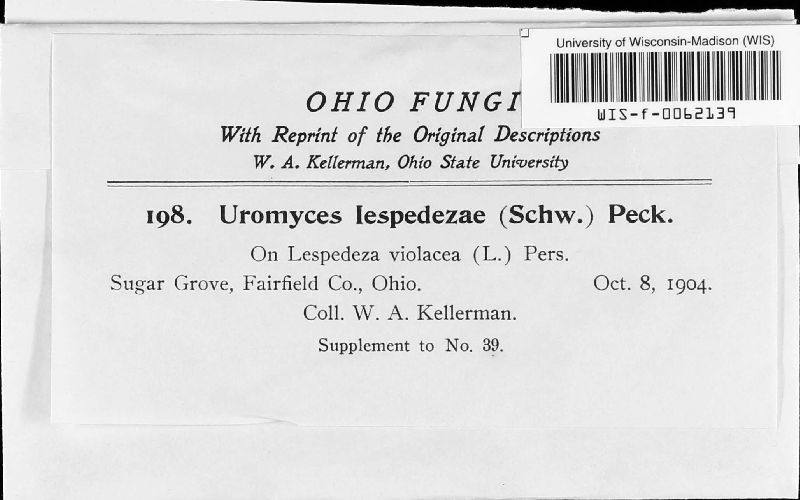 University of Wisconsin-Madison (WIS)
WIS-f-0062139
OHIO FUNGI
With Reprint of the Original Descriptions
W. A. Kellerman, Ohio State University
198. Uromyces lespedezae (Schw.) Peck.
On Lespedeza violacea (L.) Pers.
Sugar Grove, Fairfield Co., Ohio. Oct. 8, 1904.
Coll. W. A. Kellerman.
Supplement to No. 39.